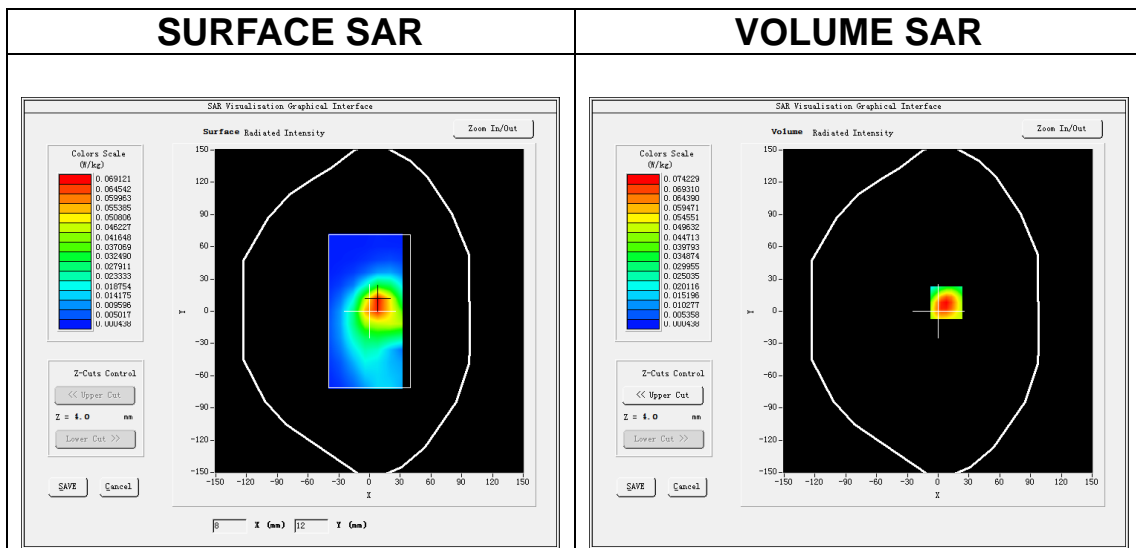 SURFACE SAR
VOLUME SAR
SAR Visualisation Graphical Interface
Surface Radiated Intensity
Zoom In/Out
Colors Scale
(W/kg)
0.069121
0.064542
0.059963
0.055385
0.050806
0.046227
0.041648
0.037069
0.032490
0.027911
0.023333
0.018754
0.014175
0.009596
0.005017
0.000438
150
120
90
60
30
0
-30
-60
-90
-120
-150
Y
-150 -120 -90 -60 -30 0 30 60 90 120 150
X
Z-Cuts Control
<< Upper Cut
Z = 4.0 mm
Lower Cut >>
SAVE Cancel
8 X (mm) 12 Y (mm)
SAR Visualisation Graphical Interface
Volume Radiated Intensity
Zoom In/Out
Colors Scale
(W/kg)
0.074229
0.069310
0.064390
0.059471
0.054551
0.049632
0.044713
0.039793
0.034874
0.029955
0.025035
0.020116
0.015196
0.010277
0.005358
0.000438
150
120
90
60
30
0
-30
-60
-90
-120
-150
Y
-150 -120 -90 -60 -30 0 30 60 90 120 150
X
Z-Cuts Control
<< Upper Cut
Z = 4.0 mm
Lower Cut >>
SAVE Cancel